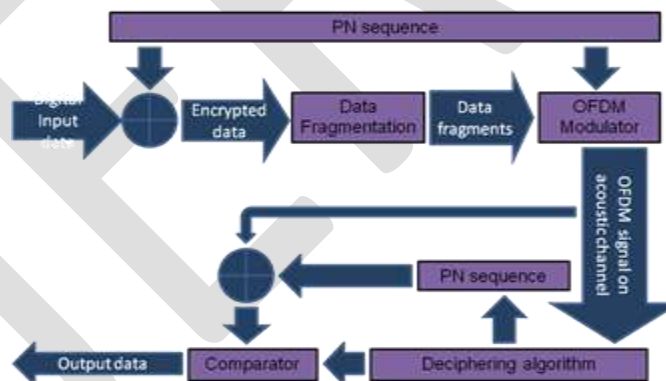 PN sequence
Digital
Input
data
Encrypted
data
Data
Fragmentation
Data
fragments
OFDM
Modulator
OFDM signal on
acoustic channel
PN sequence
Output data
Comparator
Deciphering algorithm